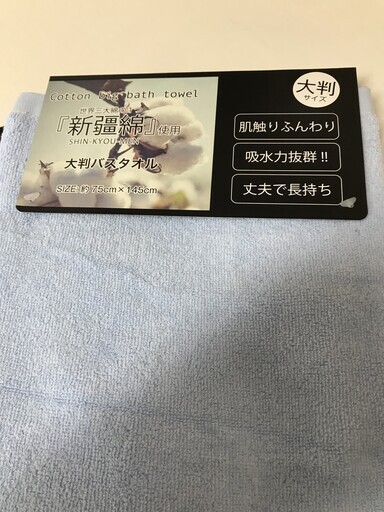 Cotton big bath towel
世界三大綿
『新疆綿』使用
SHIN-KYOU-MEN
大判バスタオル
SIZE:約75cm×145cm
大判
サイズ
肌触りふんわり
吸水力抜群!!
丈夫で長持ち